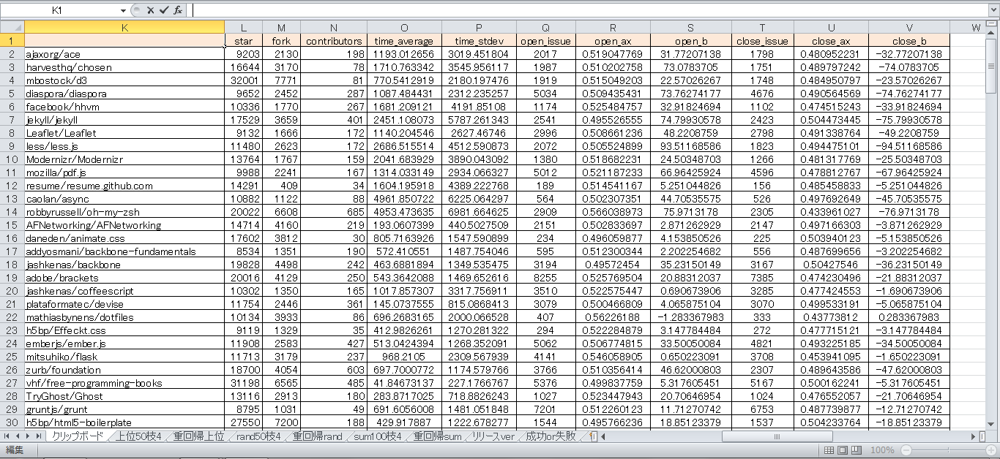 K1 fx
K L M N O P Q R S T U V W
1 star fork contributors time_average time_stdev open_issue open_ax open_b close_issue close_ax close_b
2 ajaxorg/ace 9203 2130 198 1193.012656 3019.451804 2017 0.519047769 31.77207138 1798 0.480952231 -32.77207138
3 harvesthq/chosen 16644 3170 78 1710.763342 3545.956117 1987 0.510202758 73.0783705 1751 0.489797242 -74.0783705
4 mbostock/d3 32001 7771 81 770.5412919 2180.197476 1919 0.515049203 22.57026267 1748 0.484950797 -23.57026267
5 diaspora/diaspora 9652 2452 287 1087.484431 2312.235257 5034 0.509435431 73.76274177 4676 0.490564569 -74.76274177
6 facebook/hhvm 10336 1770 267 1681.209121 4191.85108 1174 0.525484757 32.91824694 1102 0.474515243 -33.91824694
7 jekyll/jekyll 17529 3659 401 2451.108073 5787.261343 2541 0.495526555 74.79930578 2423 0.504473445 -75.79930578
8 Leaflet/Leaflet 9132 1666 172 1140.204546 2627.46746 2996 0.508661236 48.2208759 2798 0.491338764 -49.2208759
9 less/less.js 11480 2623 172 2686.515514 4512.590873 2072 0.505524899 93.51168586 1823 0.494475101 -94.51168586
10 Modernizr/Modernizr 13764 1767 159 2041.683929 3890.043092 1380 0.518682231 24.50348703 1266 0.481317769 -25.50348703
11 mozilla/pdf.js 9988 2241 167 1314.033149 2934.066327 5012 0.521187233 66.96425924 4596 0.478812767 -67.96425924
12 resume/resume.github.com 14291 409 34 1604.195918 4389.222768 189 0.514541167 5.251044826 156 0.485458833 -5.251044826
13 caolan/async 10882 1122 88 4961.850722 6225.064297 564 0.502307351 44.70535575 526 0.497692649 -45.70535575
14 robbyrussell/oh-my-zsh 20022 6608 685 4953.473635 6981.664625 2909 0.566038973 75.9713178 2305 0.433961027 -76.9713178
15 AFNetworking/AFNetworking 14714 4160 219 193.0607399 440.5027509 2151 0.502833697 2.871262929 2147 0.497166303 -3.871262929
16 daneden/animate.css 17602 3812 30 805.7163926 1547.590899 234 0.496059877 4.153850526 225 0.503940123 -5.153850526
17 addyosmani/backbone-fundamentals 8534 1351 190 572.410551 1487.754046 595 0.512300344 2.202254682 556 0.487699656 -3.202254682
18 jashkenas/backbone 19828 4498 242 463.6881894 1349.535475 3194 0.49572454 35.23150149 3167 0.50427546 -36.23150149
19 adobe/brackets 20016 4129 250 543.3642088 1469.652616 8255 0.525769504 20.88312037 7385 0.474230496 -21.88312037
20 jashkenas/coffeescript 10302 1350 165 1017.857307 3317.756911 3510 0.522575447 0.690673906 3285 0.477424553 -1.690673906
21 plataformatec/devise 11754 2446 361 145.0737555 815.0868413 3079 0.500466809 4.065875104 3070 0.499533191 -5.065875104
22 mathiasbynens/dotfiles 10134 3933 86 696.2683165 2000.066528 407 0.56226188 -1.283367983 333 0.43773812 0.283367983
23 h5bp/Effeckt.css 9119 1329 35 412.9826261 1270.281322 294 0.522284879 3.147784484 272 0.477715121 -3.147784484
24 emberjs/ember.js 11908 2583 427 513.0424394 1268.352091 5062 0.506774815 33.50050084 4821 0.493225185 -34.50050084
25 mitsuhiko/flask 11713 3179 237 968.2105 2309.567939 4141 0.546058905 0.650223091 3708 0.453941095 -1.650223091
26 zurb/foundation 18700 4054 603 697.7000772 1174.579766 3766 0.510356414 46.62000803 2307 0.489643586 -47.62000803
27 vhf/free-programming-books 31198 6565 485 41.84673137 227.1766767 5376 0.499837759 5.317605451 5167 0.500162241 -5.317605451
28 TryGhost/Ghost 13116 2913 180 283.8717025 718.8826243 1027 0.523447943 20.70646954 1024 0.476552057 -21.70646954
29 gruntjs/grunt 8795 1031 49 691.6056008 1481.051848 7201 0.512260123 11.71270742 6753 0.487739877 -12.71270742
30 h5bp/html5-boilerplate 27550 7200 188 429.917887 1222.678277 1544 0.495766236 18.85123379 1537 0.504233764 -18.85123379
クリップボード 上位50枝4 重回帰上位 rand50枝4 重回帰rand sum100枝4 重回帰sum リリースver 成功or失敗
編集 100%